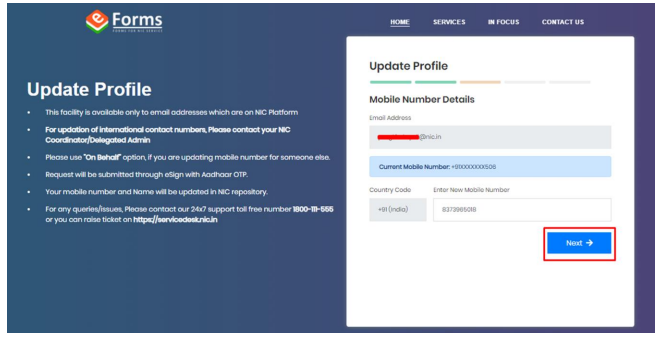 e Forms
FORMS FOR NIC SERVICE
HOME SERVICES IN FOCUS CONTACT US
Update Profile
• This facility is available only to email addresses which are on NIC Platform
• For updation of international contact numbers, Please contact your NIC
Coordinator/Delegated Admin
• Please use "On Behalf" option, if you are updating mobile number for someone else.
• Request will be submitted through eSign with Aadhaar OTP.
• Your mobile number and Name will be updated in NIC repository.
• For any queries/issues, Please contact our 24x7 support toll free number 1800-111-555
or you can raise ticket on https://servicedesk.nic.in
Update Profile
Mobile Number Details
Email Address
@nic.in
Current Mobile Number: +91XXXXXXX506
Country Code Enter New Mobile Number
+91 (India) 8373985018
Next →